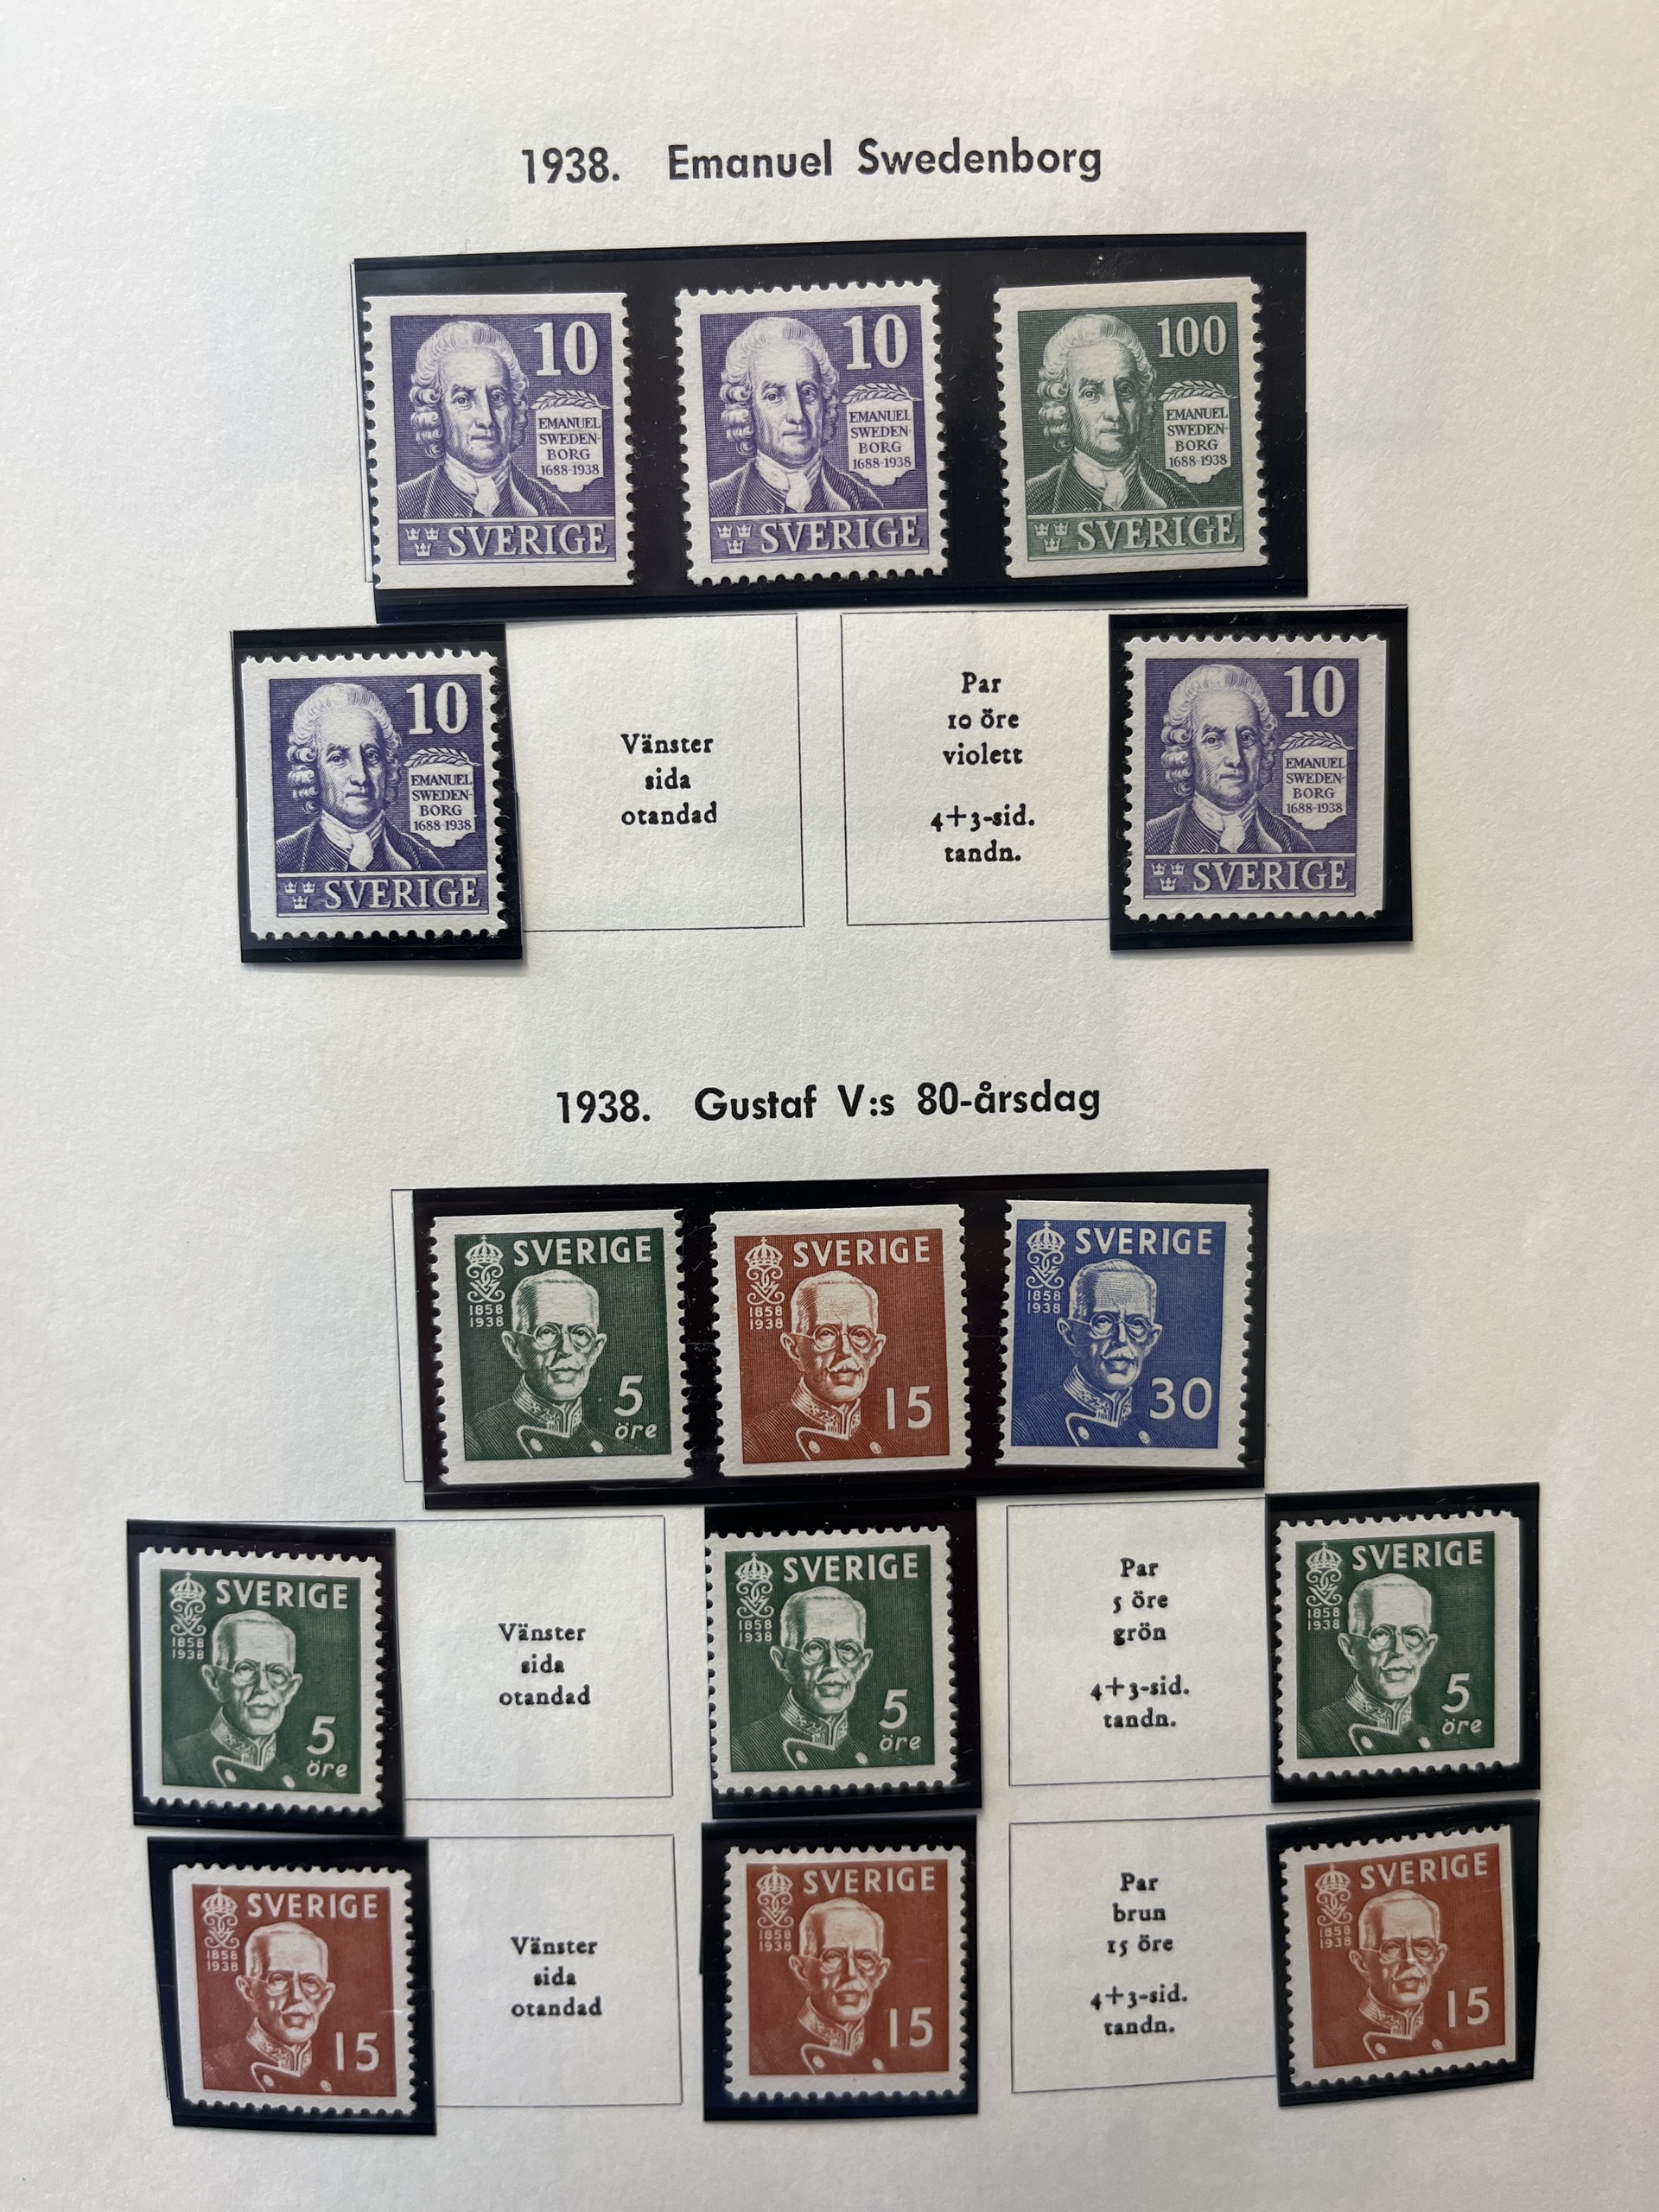 1938. Emanuel Swedenborg
10
EMANUEL
SWEDEN-
BORG
1688-1938
SVERIGE
10
EMANUEL
SWEDEN-
BORG
1688-1938
SVERIGE
100
EMANUEL
SWEDEN-
BORG
1688-1938
SVERIGE
10
EMANUEL
SWEDEN-
BORG
1688-1938
SVERIGE
Vänster
sida
otandad
Par
10 öre
violett
4+3-sid.
tandn.
10
EMANUEL
SWEDEN-
BORG
1688-1938
SVERIGE
1938. Gustaf V:s 80-årsdag
SVERIGE
1858
1938
5
öre
SVERIGE
1858
1938
15
SVERIGE
1858
1938
30
SVERIGE
1858
1938
5
öre
Vänster
sida
otandad
SVERIGE
1858
1938
5
öre
Par
5 öre
grön
4+3-sid.
tandn.
SVERIGE
1858
1938
5
öre
SVERIGE
1858
1938
15
Vänster
sida
otandad
SVERIGE
1858
1938
15
Par
brun
15 öre
4+3-sid.
tandn.
SVERIGE
1858
1938
15